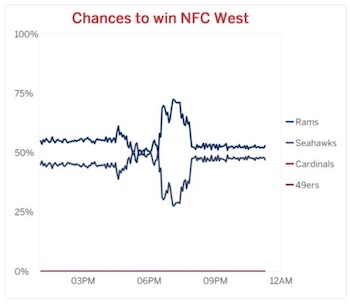 Chances to win NFC West
100%
75%
50%
25%
0%
Rams
Seahawks
Cardinals
49ers
03PM 06PM 09PM 12AM